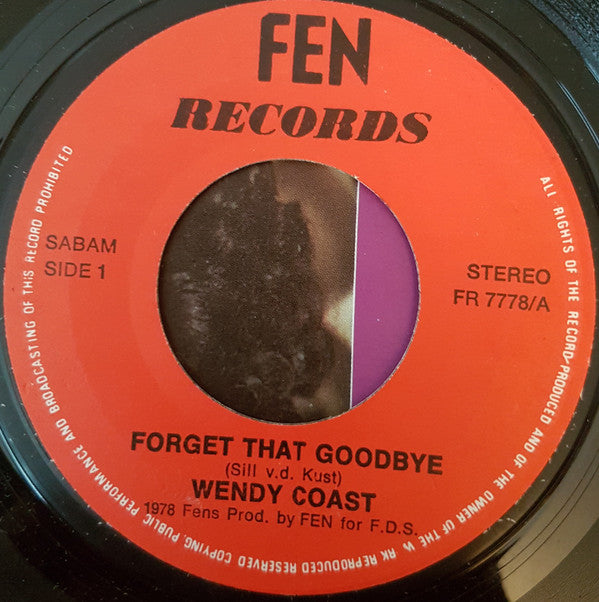 FEN
RECORDS
SABAM
SIDE 1
STEREO
FR 7778/A
FORGET THAT GOODBYE
(Sill v.d. Kust)
WENDY COAST
1978 Fens Prod. by FEN for F.D.S.
ALL RIGHTS OF THE RECORD-PRODUCED AND OF THE OWNER OF THE RK REPRODUCED RESERVED COPYING, PUBLIC PERFORMANCE AND BROADCASTING OF THIS RECORD PROHIBITED